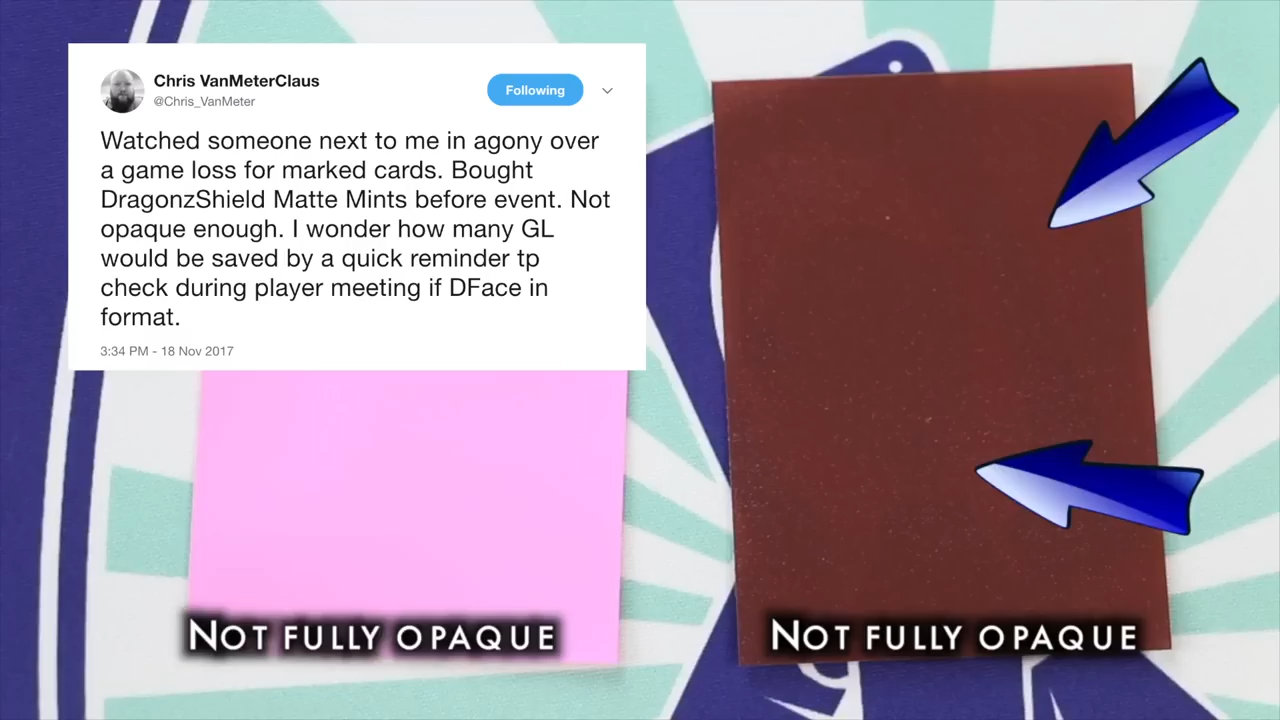 Chris VanMeterClaus
@Chris_VanMeter
Following
Watched someone next to me in agony over
a game loss for marked cards. Bought
DragonzShield Matte Mints before event. Not
opaque enough. I wonder how many GL
would be saved by a quick reminder tp
check during player meeting if DFace in
format.
3:34 PM - 18 Nov 2017
NOT FULLY OPAQUE
NOT FULLY OPAQUE